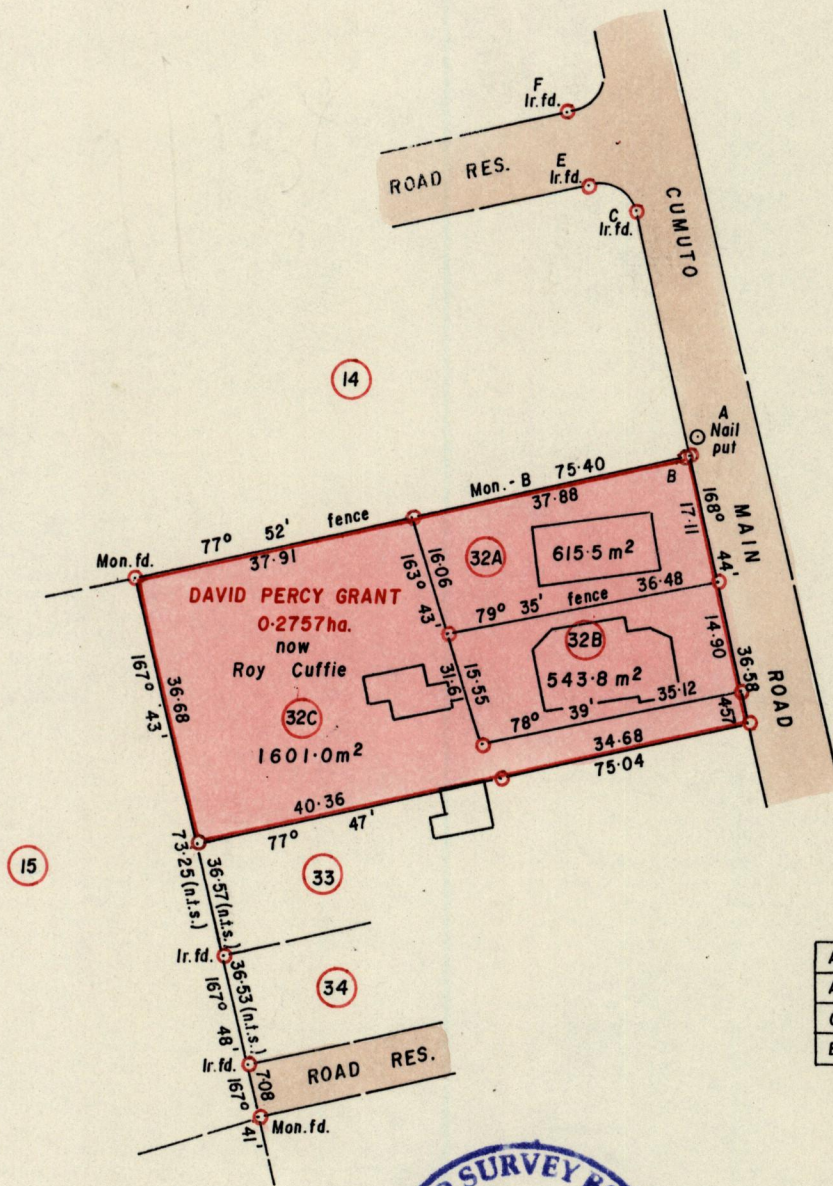 F
Ir.fd.
ROAD RES.
E
Ir.fd.
C
Ir.fd.
CUMUTO
14
A
Nail
put
B
Mon.- B 75·40
37·88
77° 52' fence
37·91
Mon.fd.
168° 44'
17·11
MAIN
DAVID PERCY GRANT
0·2757ha.
now
Roy Cuffie
16·06
163° 43'
32A
615·5 m²
36·48
79° 35' fence
32B
543·8 m²
14·90
36·58
ROAD
167° 43'
36·68
32C
1601·0m²
31·6
15·55
78° 39' 35·12
4·57
34·68
75·04
40·36
77° 47'
15
73·25 (n.t.s.)
36·57 (n.t.s.)
33
Ir.fd.
36·53 (n.t.s.)
167° 48'
34
Ir.fd.
7·08
ROAD RES.
167° 41'
Mon.fd.
A
A
SURVEY